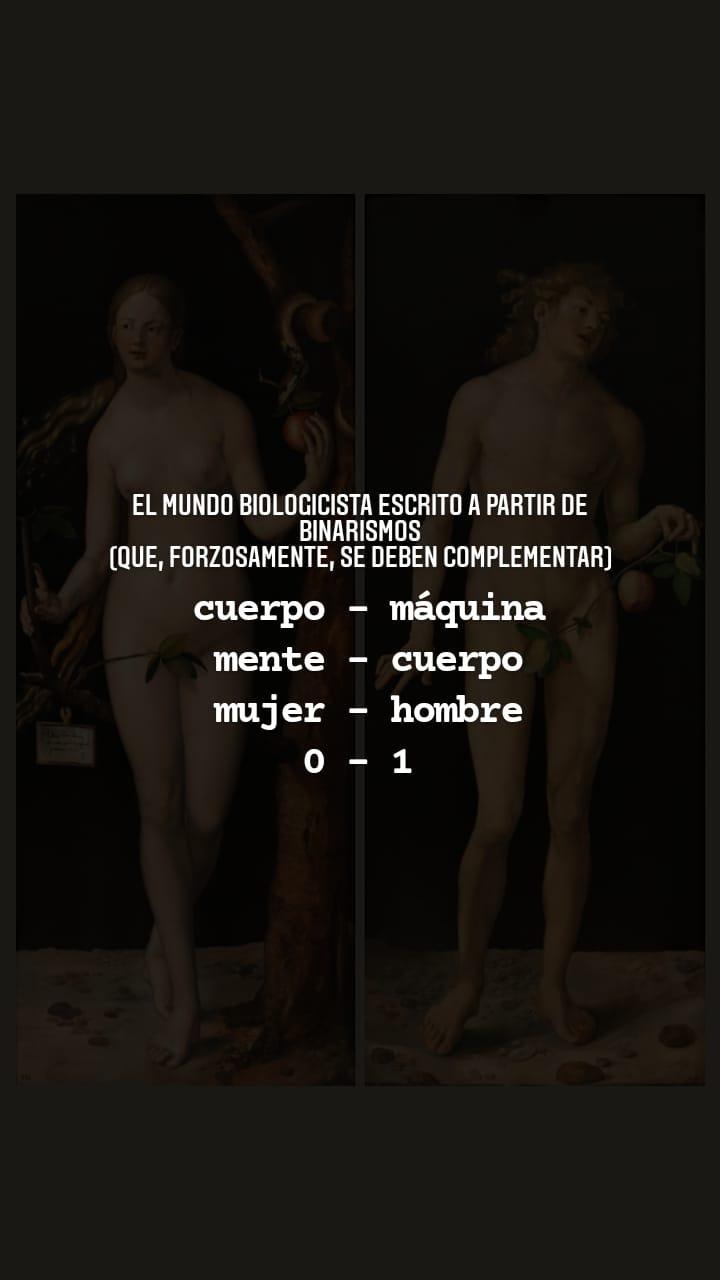 EL MUNDO BIOLOGICISTA ESCRITO A PARTIR DE
BINARISMOS
(QUE, FORZOSAMENTE, SE DEBEN COMPLEMENTAR)
cuerpo - máquina
mente - cuerpo
mujer - hombre
0 - 1